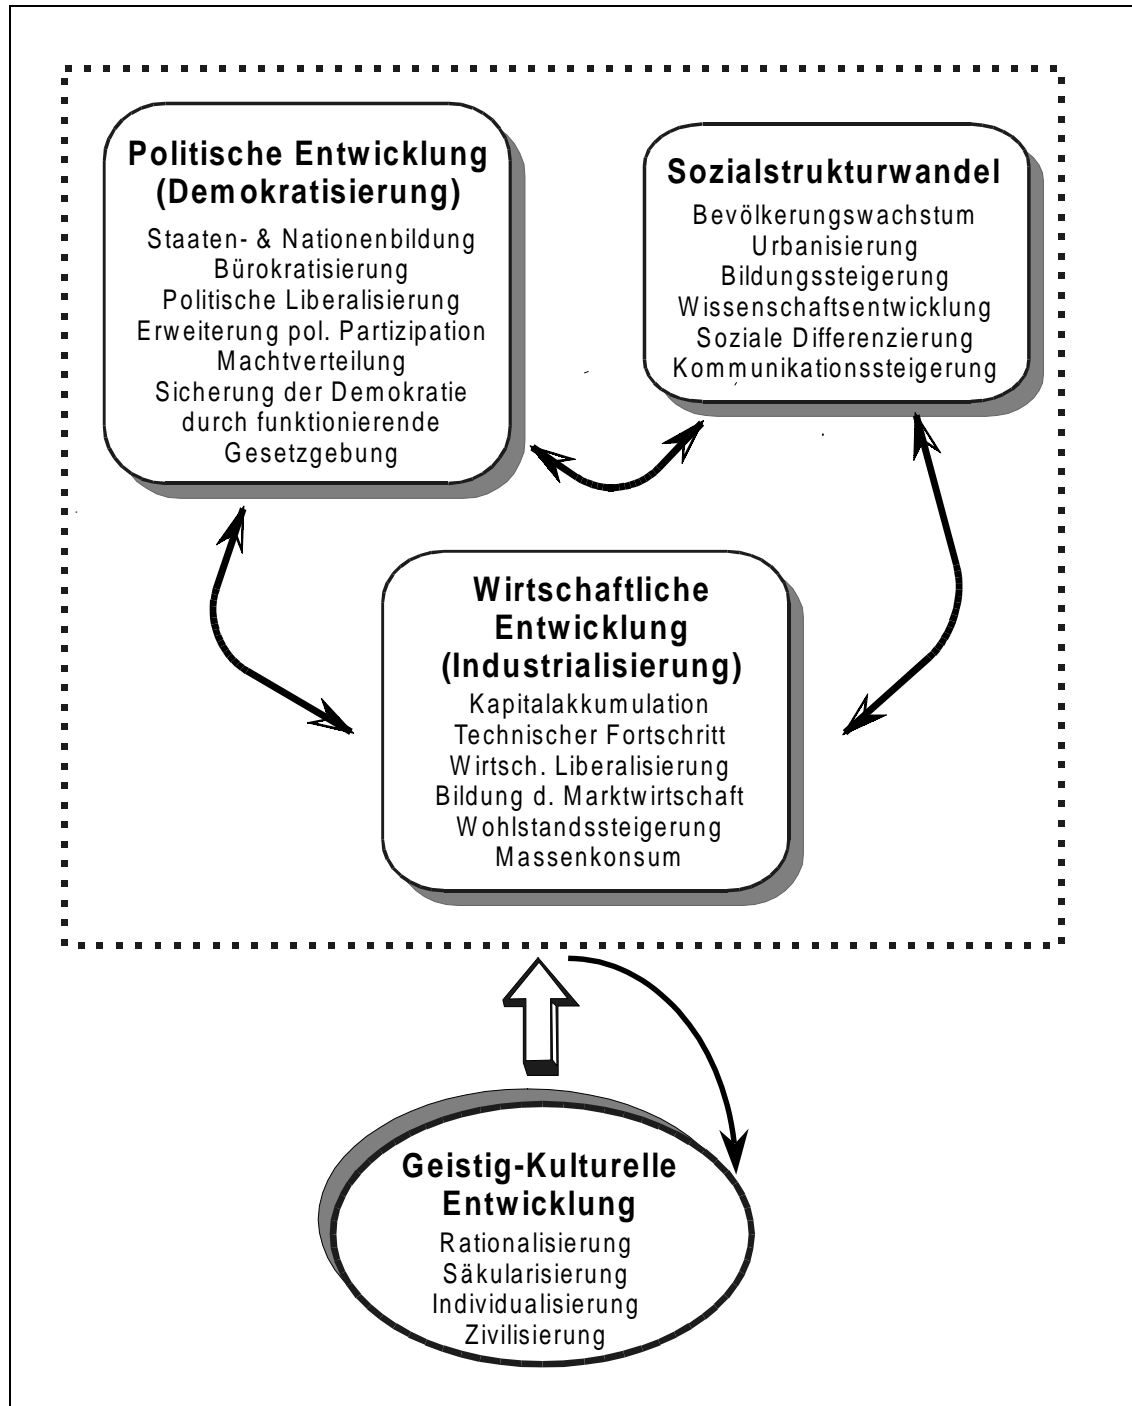 Politische Entwicklung
(Demokratisierung)
Staaten- & Nationenbildung
Bürokratisierung
Politische Liberalisierung
Erweiterung pol. Partizipation
Machtverteilung
Sicherung der Demokratie
durch funktionierende
Gesetzgebung
Sozialstrukturwandel
Bevölkerungswachstum
Urbanisierung
Bildungssteigerung
Wissenschaftsentwicklung
Soziale Differenzierung
Kommunikationssteigerung
Wirtschaftliche
Entwicklung
(Industrialisierung)
Kapitalakkumulation
Technischer Fortschritt
Wirtsch. Liberalisierung
Bildung d. Marktwirtschaft
Wohlstandssteigerung
Massenkonsum
Geistig-Kulturelle
Entwicklung
Rationalisierung
Säkularisierung
Individualisierung
Zivilisierung